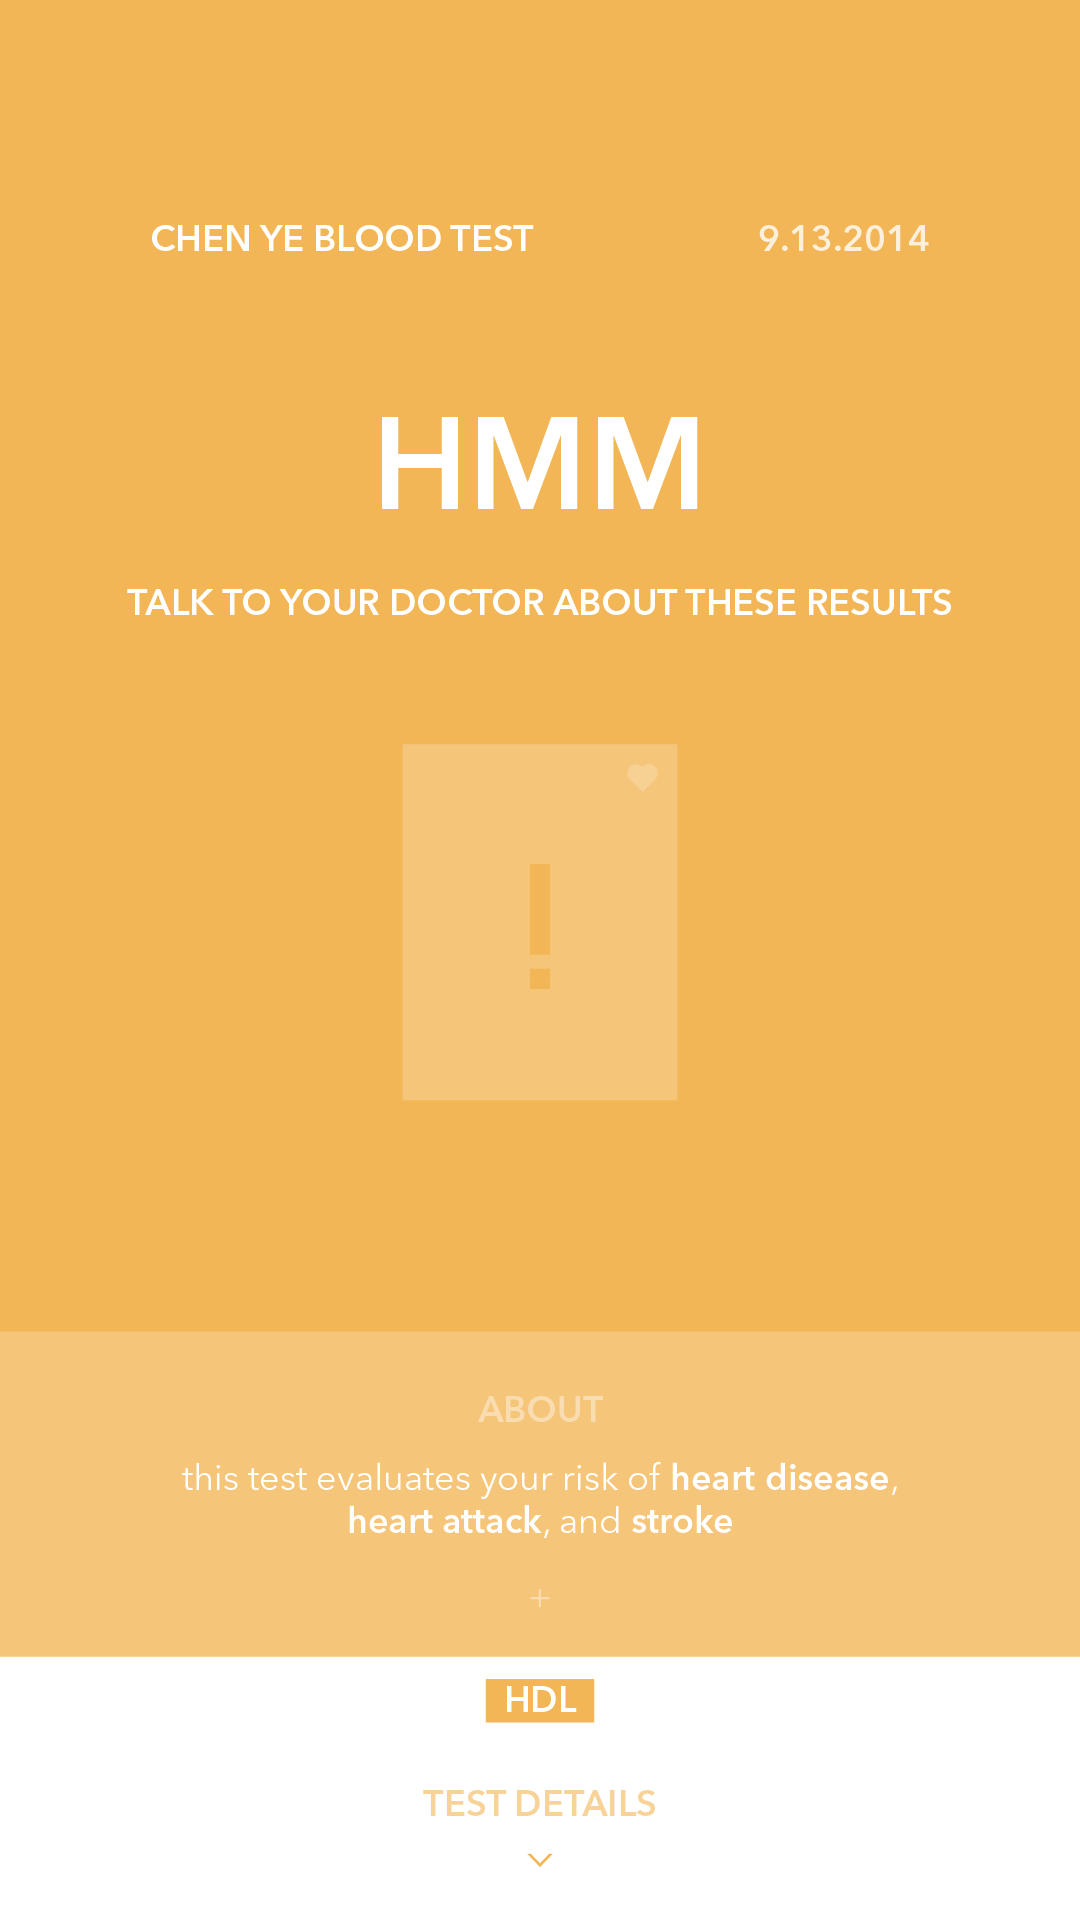 CHEN YE BLOOD TEST 9.13.2014
HMM
TALK TO YOUR DOCTOR ABOUT THESE RESULTS
!
ABOUT
this test evaluates your risk of heart disease,
heart attack, and stroke
+
HDL
TEST DETAILS